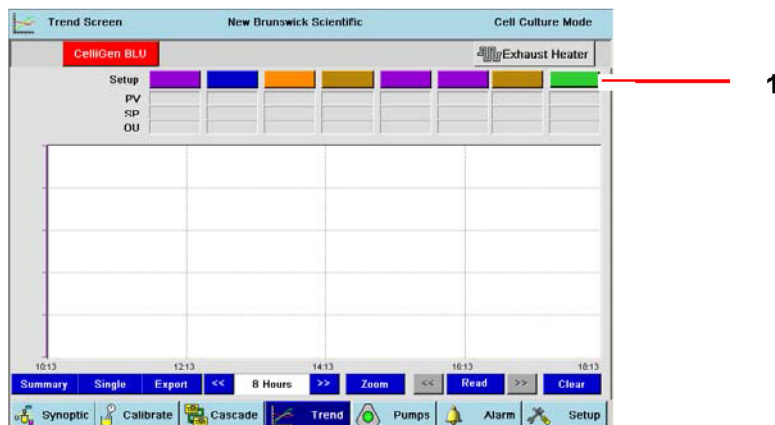 Trend Screen New Brunswick Scientific Cell Culture Mode
CelliGen BLU Exhaust Heater
1
Setup
PV
SP
OU
10:13 12:13 14:13 16:13 18:13
Summary Single Export << 8 Hours >> Zoom << Read >> Clear
Synoptic Calibrate Cascade Trend Pumps Alarm Setup